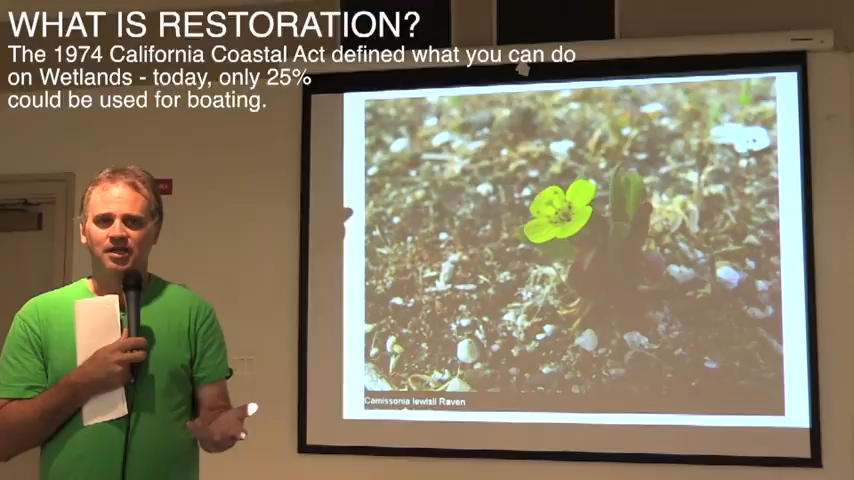 WHAT IS RESTORATION?
The 1974 California Coastal Act defined what you can do
on Wetlands - today, only 25%
could be used for boating.
Camissonia lewisii Raven